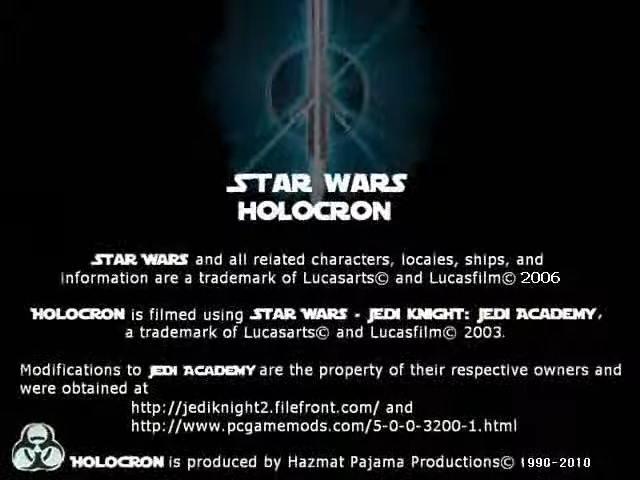 STAR WARS
HOLOCRON
STAR WARS and all related characters, locales, ships, and
information are a trademark of Lucasarts© and Lucasfilm© 2006
HOLOCRON is filmed using STAR WARS - JEDI KNIGHT: JEDI ACADEMY,
a trademark of Lucasarts© and Lucasfilm© 2003.
Modifications to JEDI ACADEMY are the property of their respective owners and
were obtained at
http://jediknight2.filefront.com/ and
http://www.pcgamemods.com/5-0-0-3200-1.html
HOLOCRON is produced by Hazmat Pajama Productions© 1990-2010